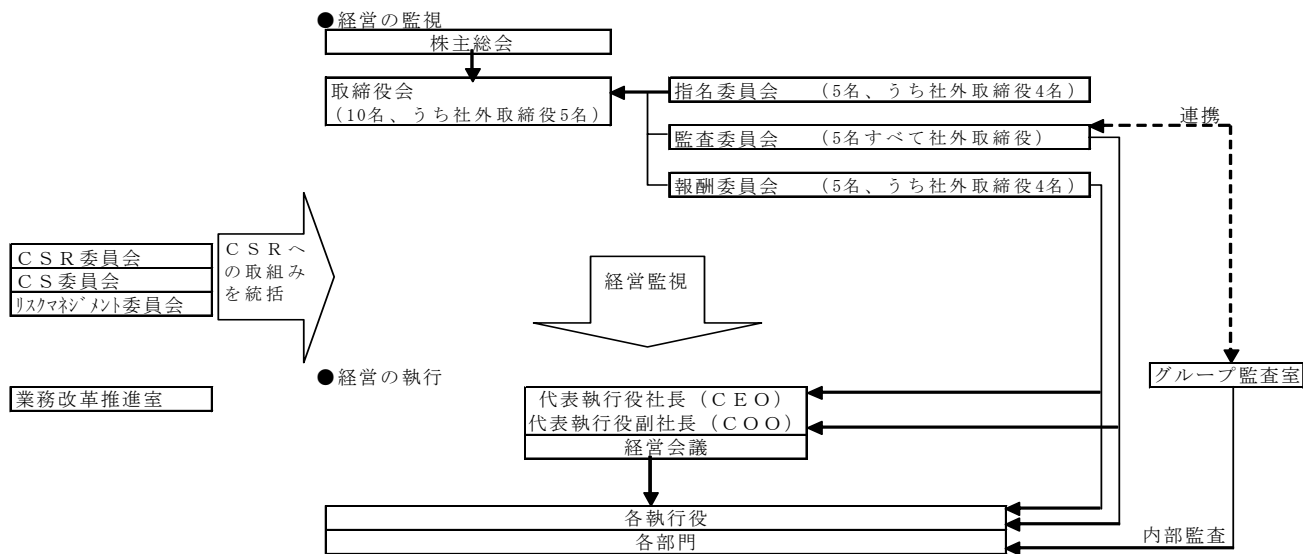 ●経営の監視
株主総会
取締役会
(10名、うち社外取締役5名)
指名委員会 (5名、うち社外取締役4名)
連携
監査委員会 (5名すべて社外取締役)
報酬委員会 (5名、うち社外取締役4名)
CSR委員会
CS委員会
ﾘｽｸﾏﾈｼﾞﾒﾝﾄ委員会
CSRへ
の取組み
を統括
経営監視
●経営の執行
業務改革推進室
グループ監査室
代表執行役社長(CEO)
代表執行役副社長(COO)
経営会議
各執行役
各部門
内部監査